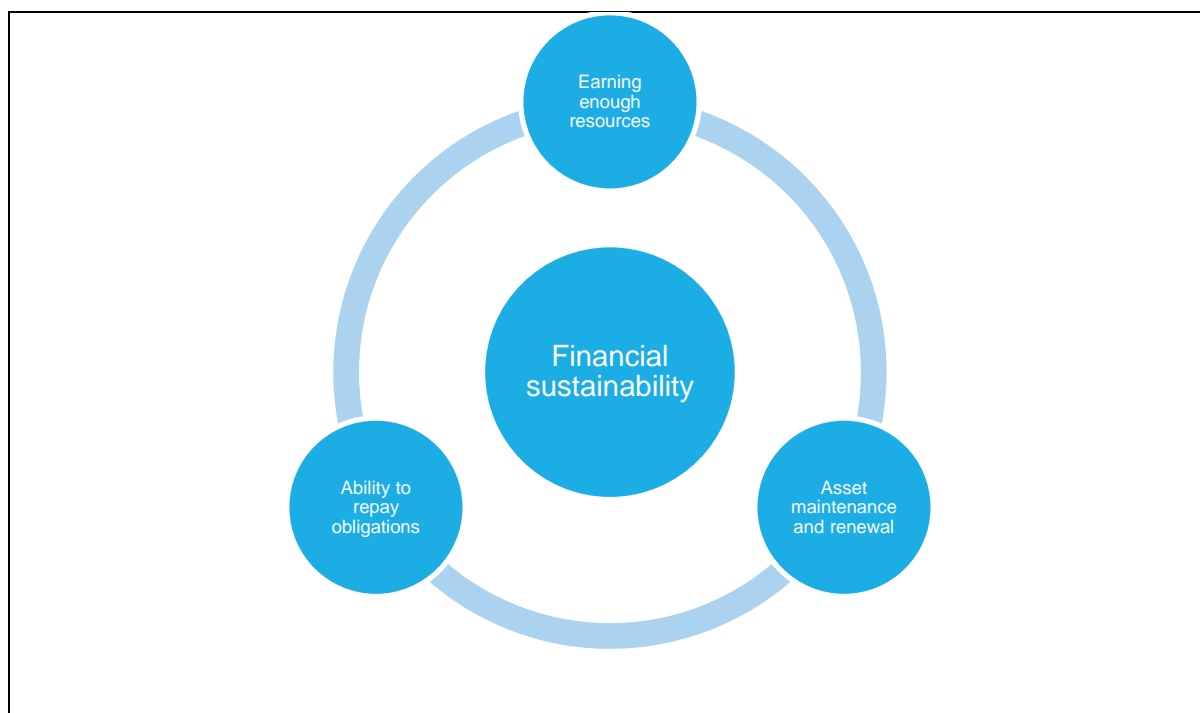 Earning
enough
resources
Financial
sustainability
Ability to
repay
obligations
Asset
maintenance
and renewal